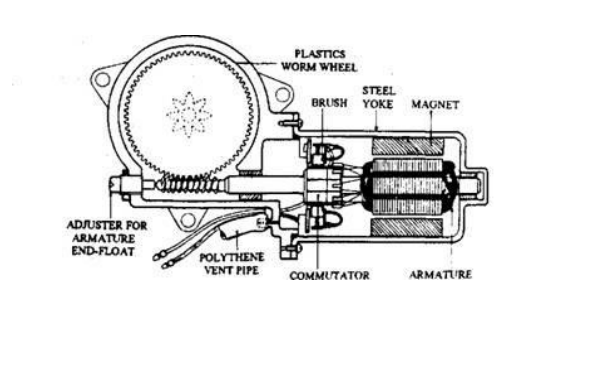 PLASTICS
WORM WHEEL
BRUSH
STEEL
YOKE
MAGNET
ADJUSTER FOR
ARMATURE
END-FLOAT
POLYTHENE
VENT PIPE
COMMUTATOR
ARMATURE